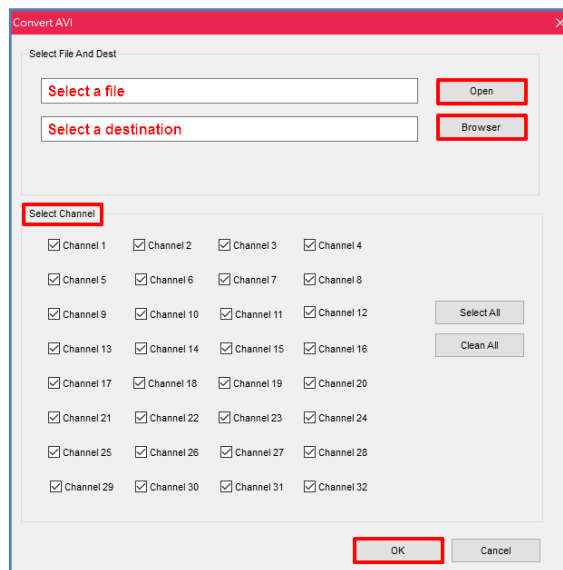 Convert AVI
Select File And Dest
Select a file
Open
Select a destination
Browser
Select Channel
Channel 1 Channel 2 Channel 3 Channel 4
Channel 5 Channel 6 Channel 7 Channel 8
Channel 9 Channel 10 Channel 11 Channel 12
Select All
Channel 13 Channel 14 Channel 15 Channel 16
Clean All
Channel 17 Channel 18 Channel 19 Channel 20
Channel 21 Channel 22 Channel 23 Channel 24
Channel 25 Channel 26 Channel 27 Channel 28
Channel 29 Channel 30 Channel 31 Channel 32
OK Cancel